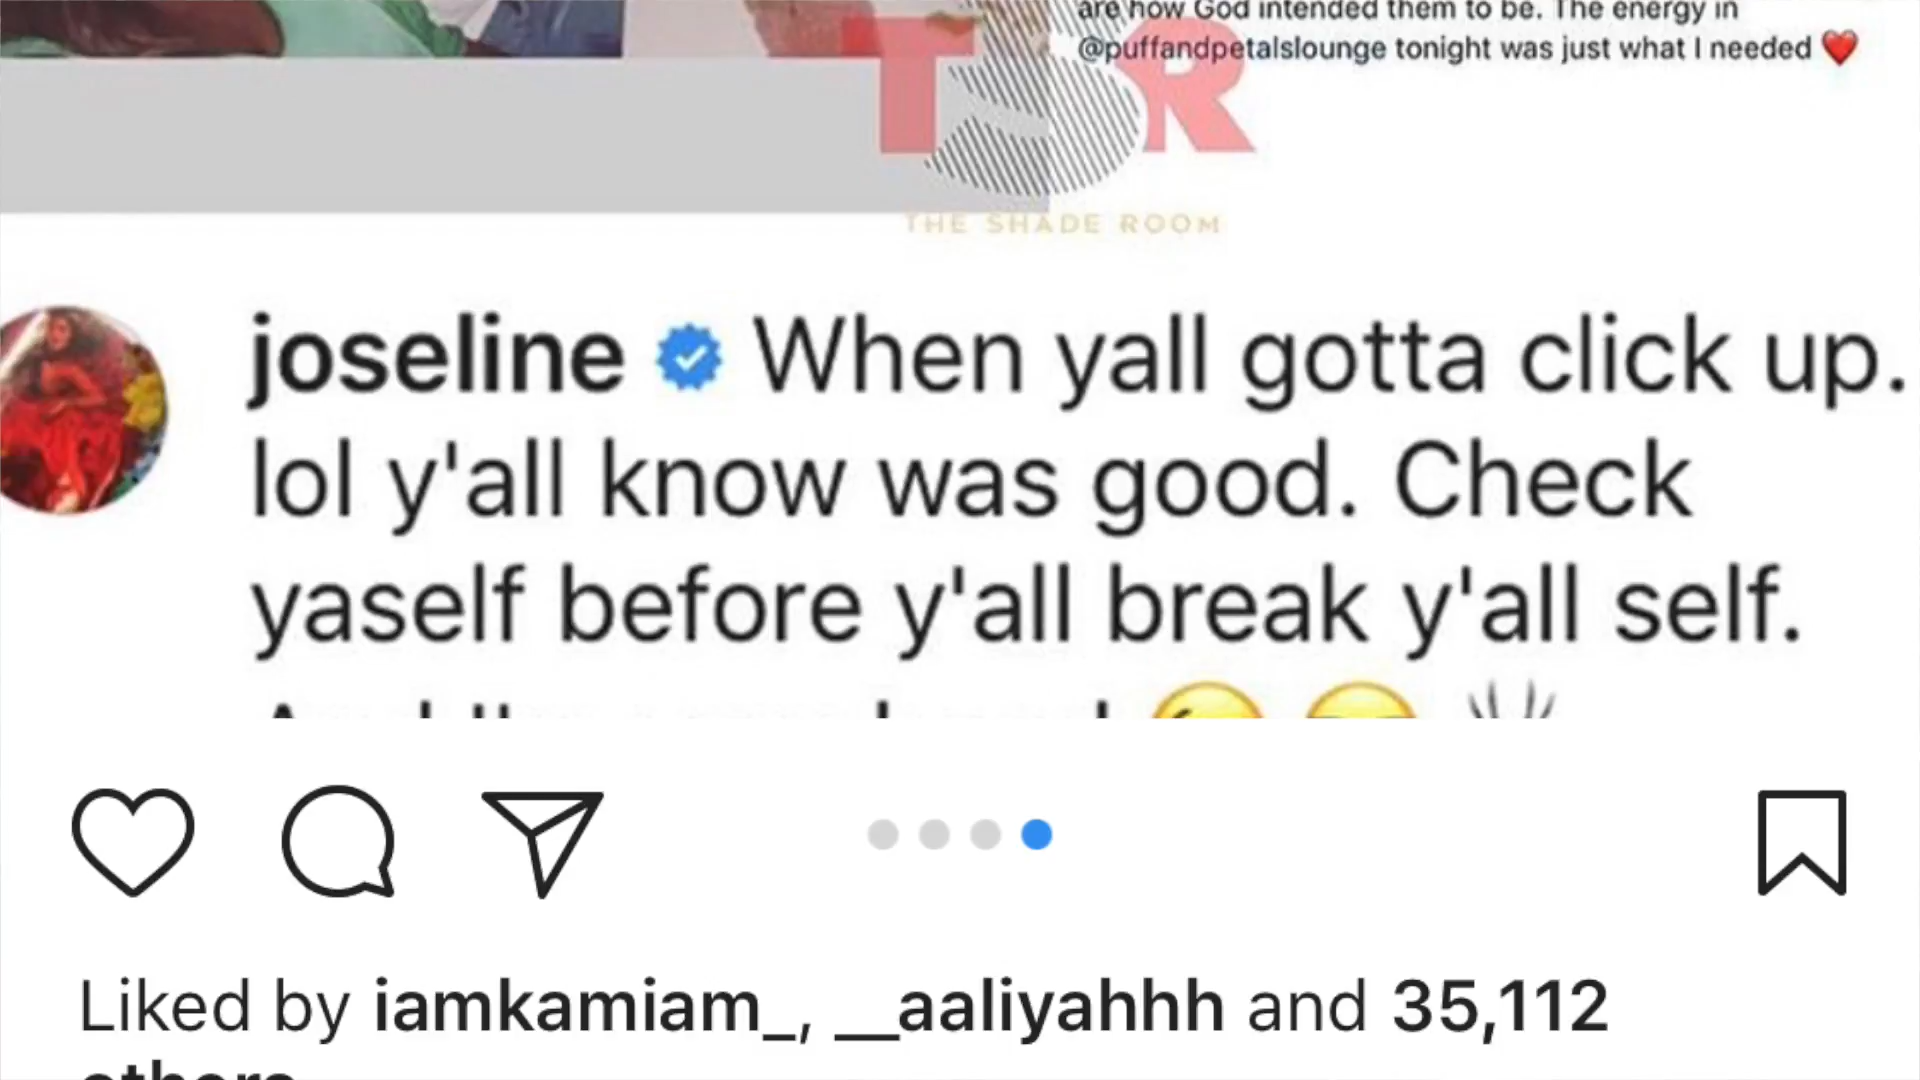 are how God intended them to be. The energy in
@puffandpetalslounge tonight was just what I needed ❤️
TSR
THE SHADE ROOM
joseline When yall gotta click up.
lol y'all know was good. Check
yaself before y'all break y'all self.
Liked by iamkamiam_, __aaliyahhh and 35,112
others